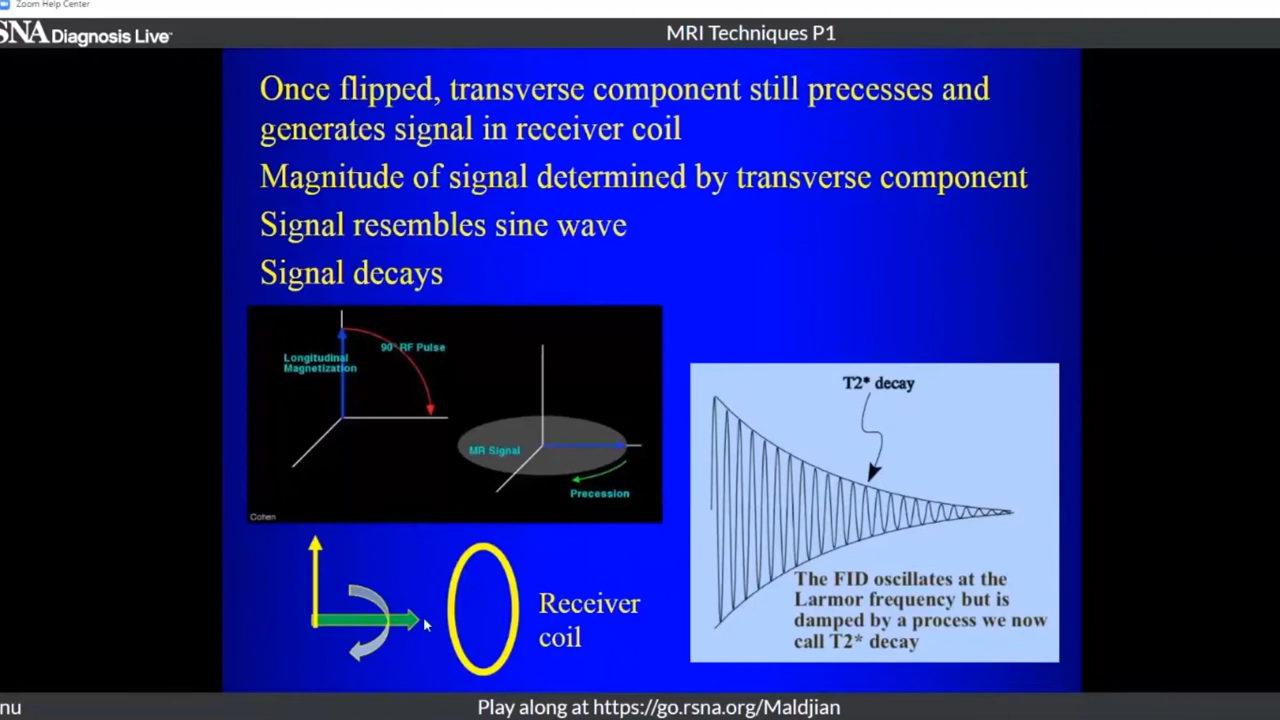 Zoom Help Center
SNA Diagnosis Live™
MRI Techniques P1
Once flipped, transverse component still precesses and
generates signal in receiver coil
Magnitude of signal determined by transverse component
Signal resembles sine wave
Signal decays
Longitudinal
Magnetization
90° RF Pulse
MR Signal
Precession
Cohen
T2* decay
The FID oscillates at the
Larmor frequency but is
damped by a process we now
call T2* decay
Receiver
coil
nu
Play along at https://go.rsna.org/Maldjian